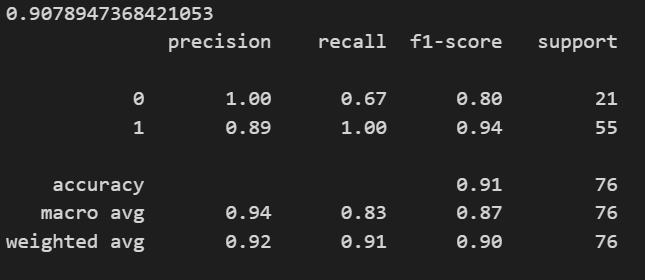 0.9078947368421053
precision recall f1-score support
0 1.00 0.67 0.80 21
1 0.89 1.00 0.94 55
accuracy 0.91 76
macro avg 0.94 0.83 0.87 76
weighted avg 0.92 0.91 0.90 76